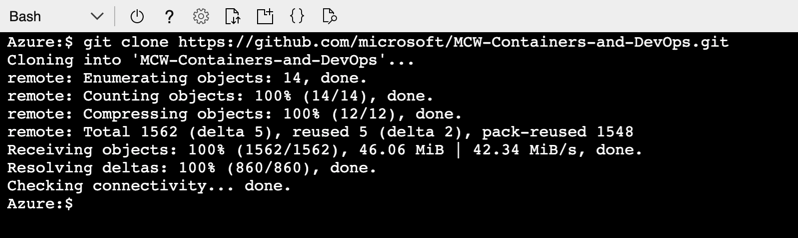 Bash
Azure:$ git clone https://github.com/microsoft/MCW-Containers-and-DevOps.git
Cloning into 'MCW-Containers-and-DevOps'...
remote: Enumerating objects: 14, done.
remote: Counting objects: 100% (14/14), done.
remote: Compressing objects: 100% (12/12), done.
remote: Total 1562 (delta 5), reused 5 (delta 2), pack-reused 1548
Receiving objects: 100% (1562/1562), 46.06 MiB | 42.34 MiB/s, done.
Resolving deltas: 100% (860/860), done.
Checking connectivity... done.
Azure:$